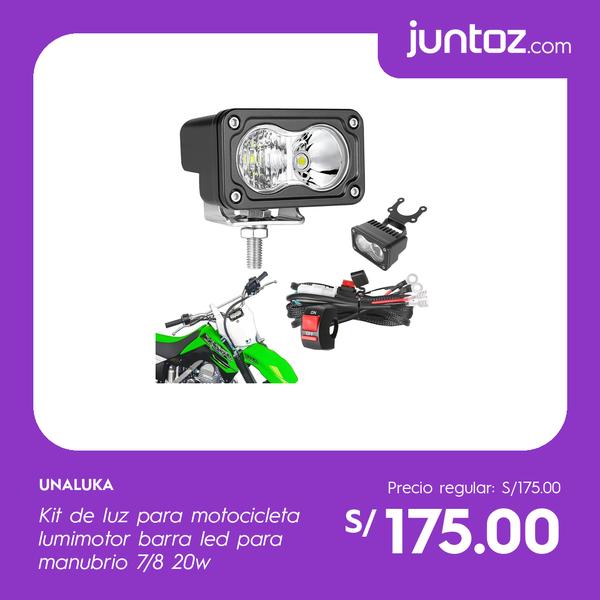 juntoz.com
ON
UNALUKA
Kit de luz para motocicleta
lumimotor barra led para
manubrio 7/8 20w
Precio regular: S/175.00
S/ 175.00